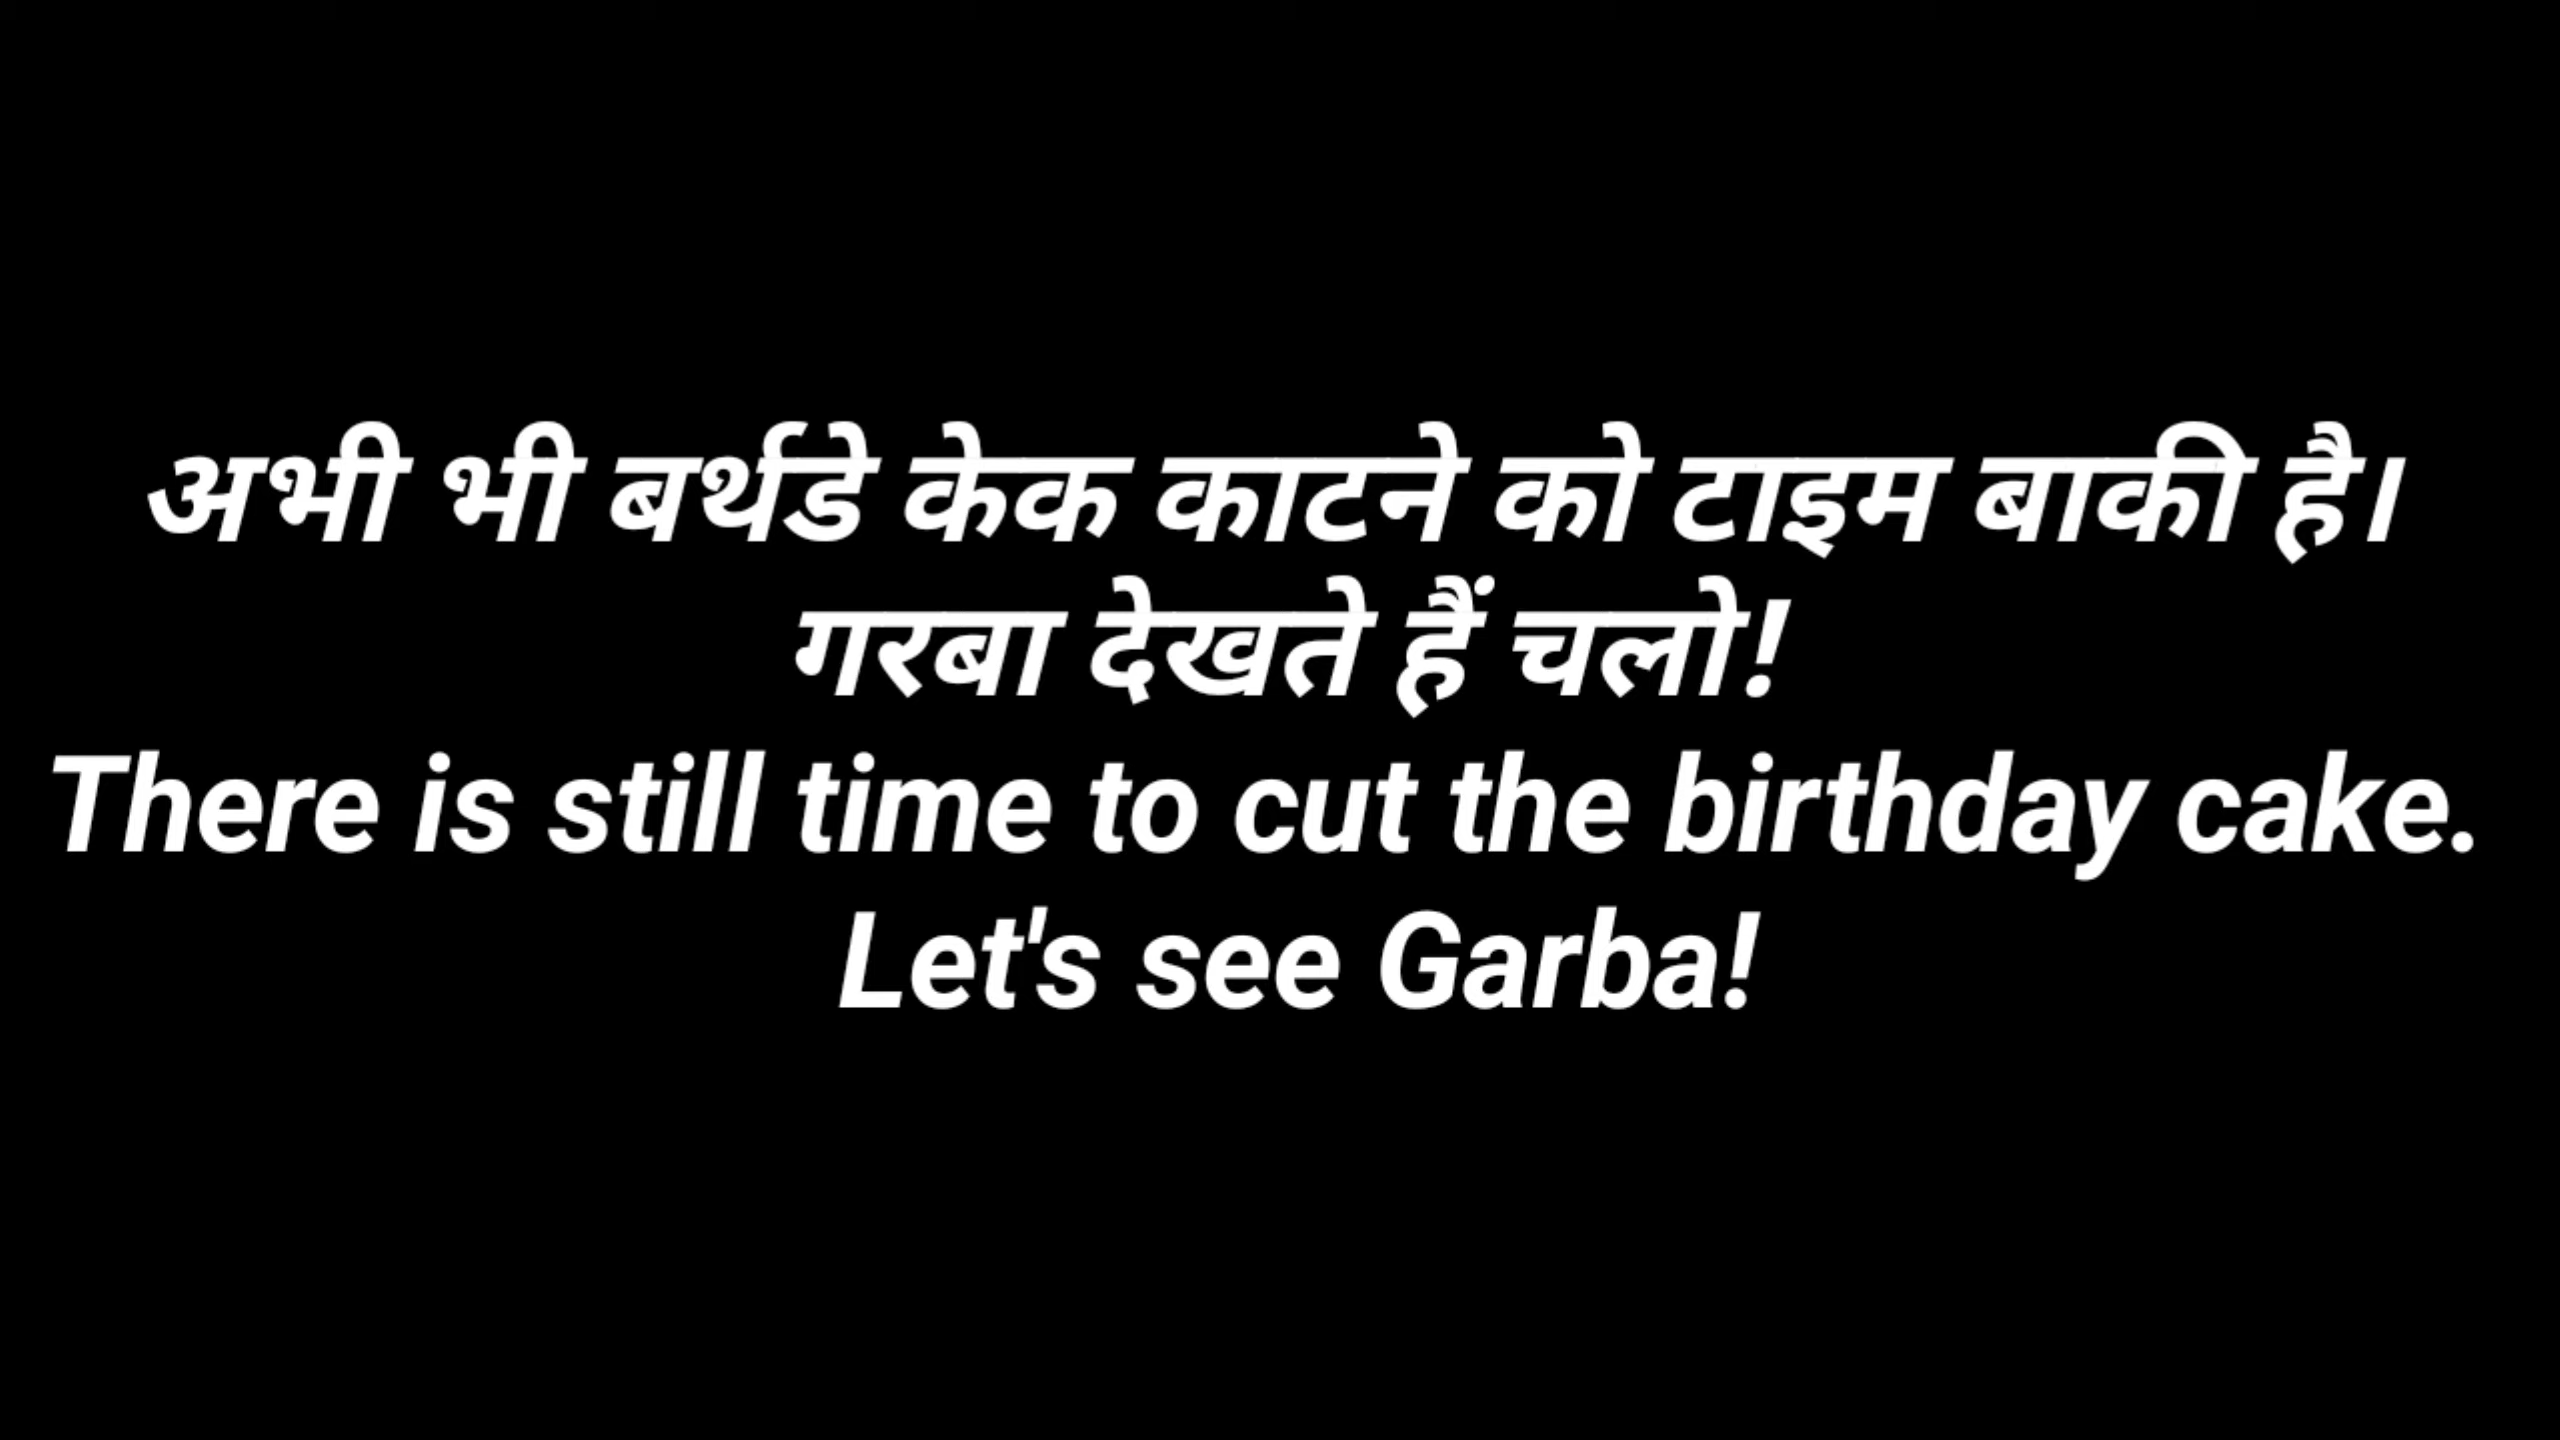 अभी भी बर्थडे केक काटने को टाइम बाकी है।
गरबा देखते हैं चलो!
There is still time to cut the birthday cake.
Let's see Garba!